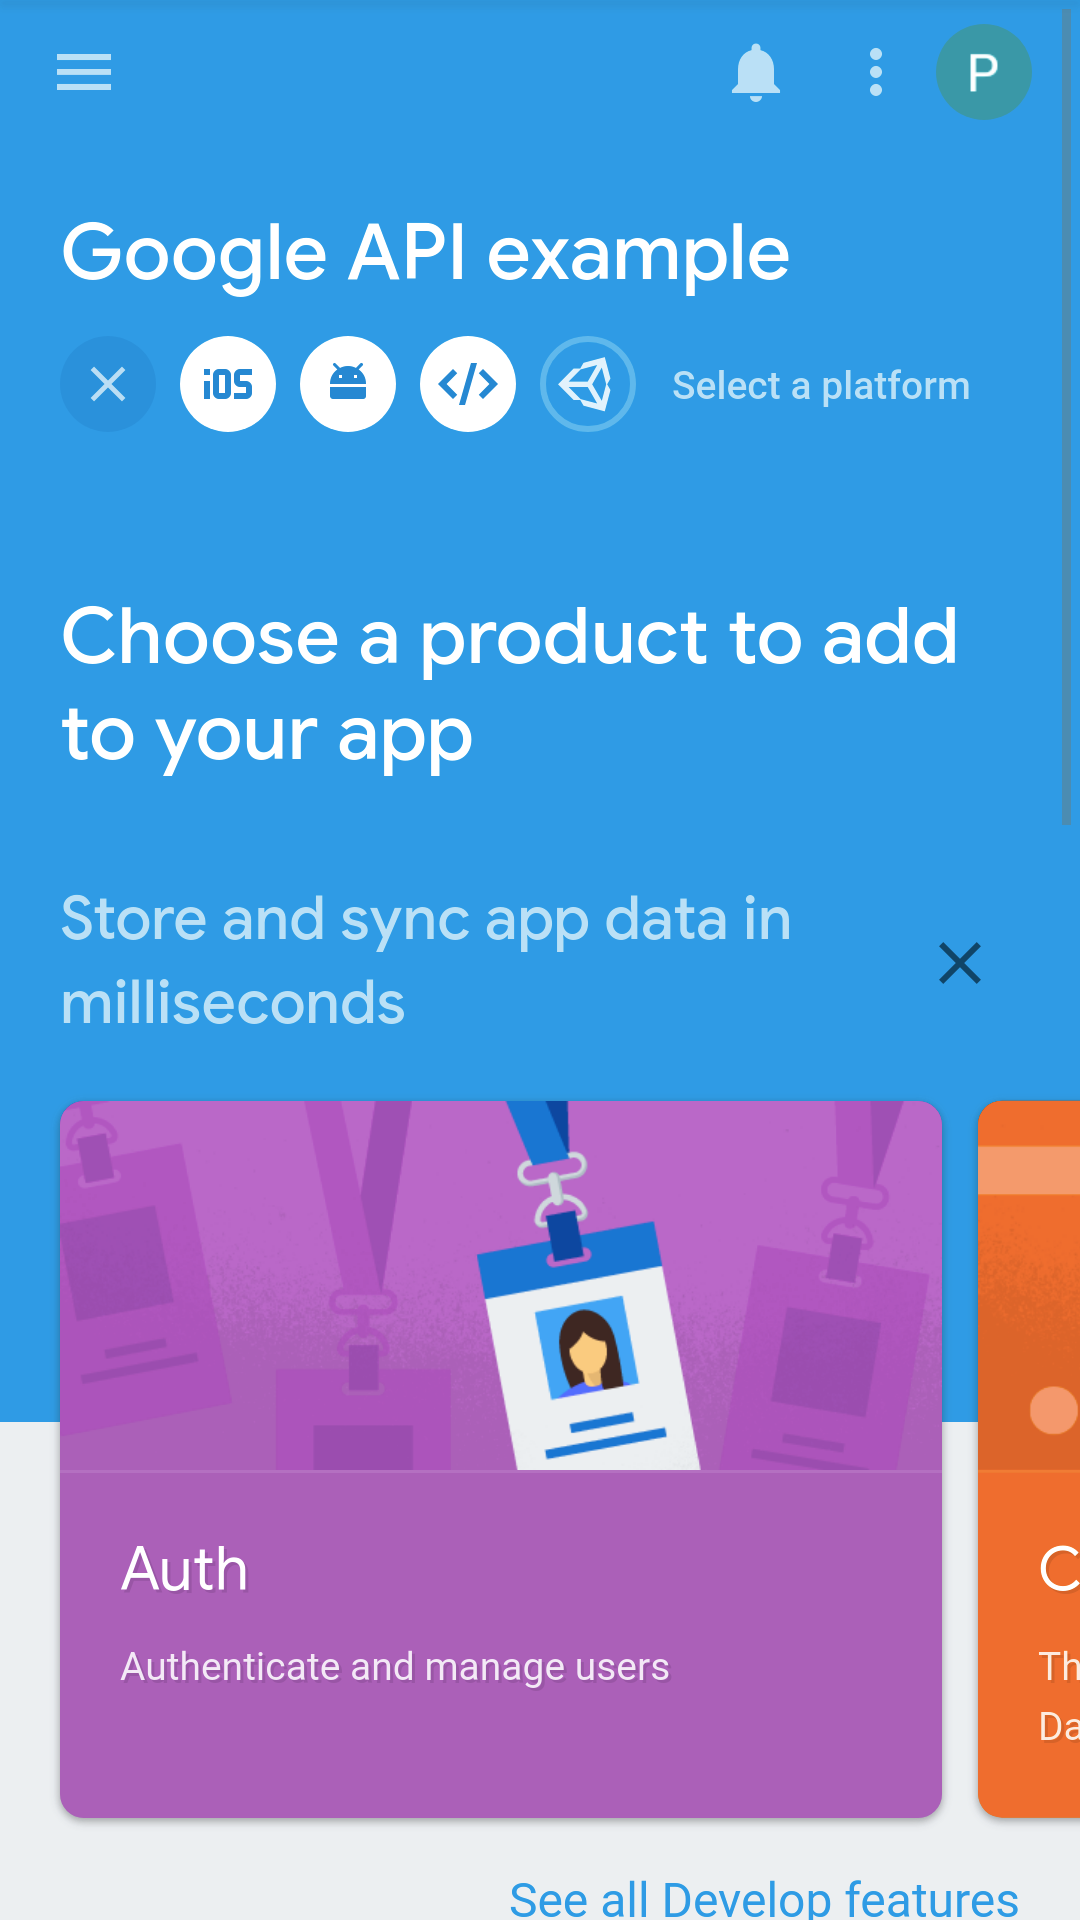 P
Google API example
iOS
Select a platform
Choose a product to add
to your app
Store and sync app data in
milliseconds
Auth
Authenticate and manage users
C
Th
Da
See all Develop features